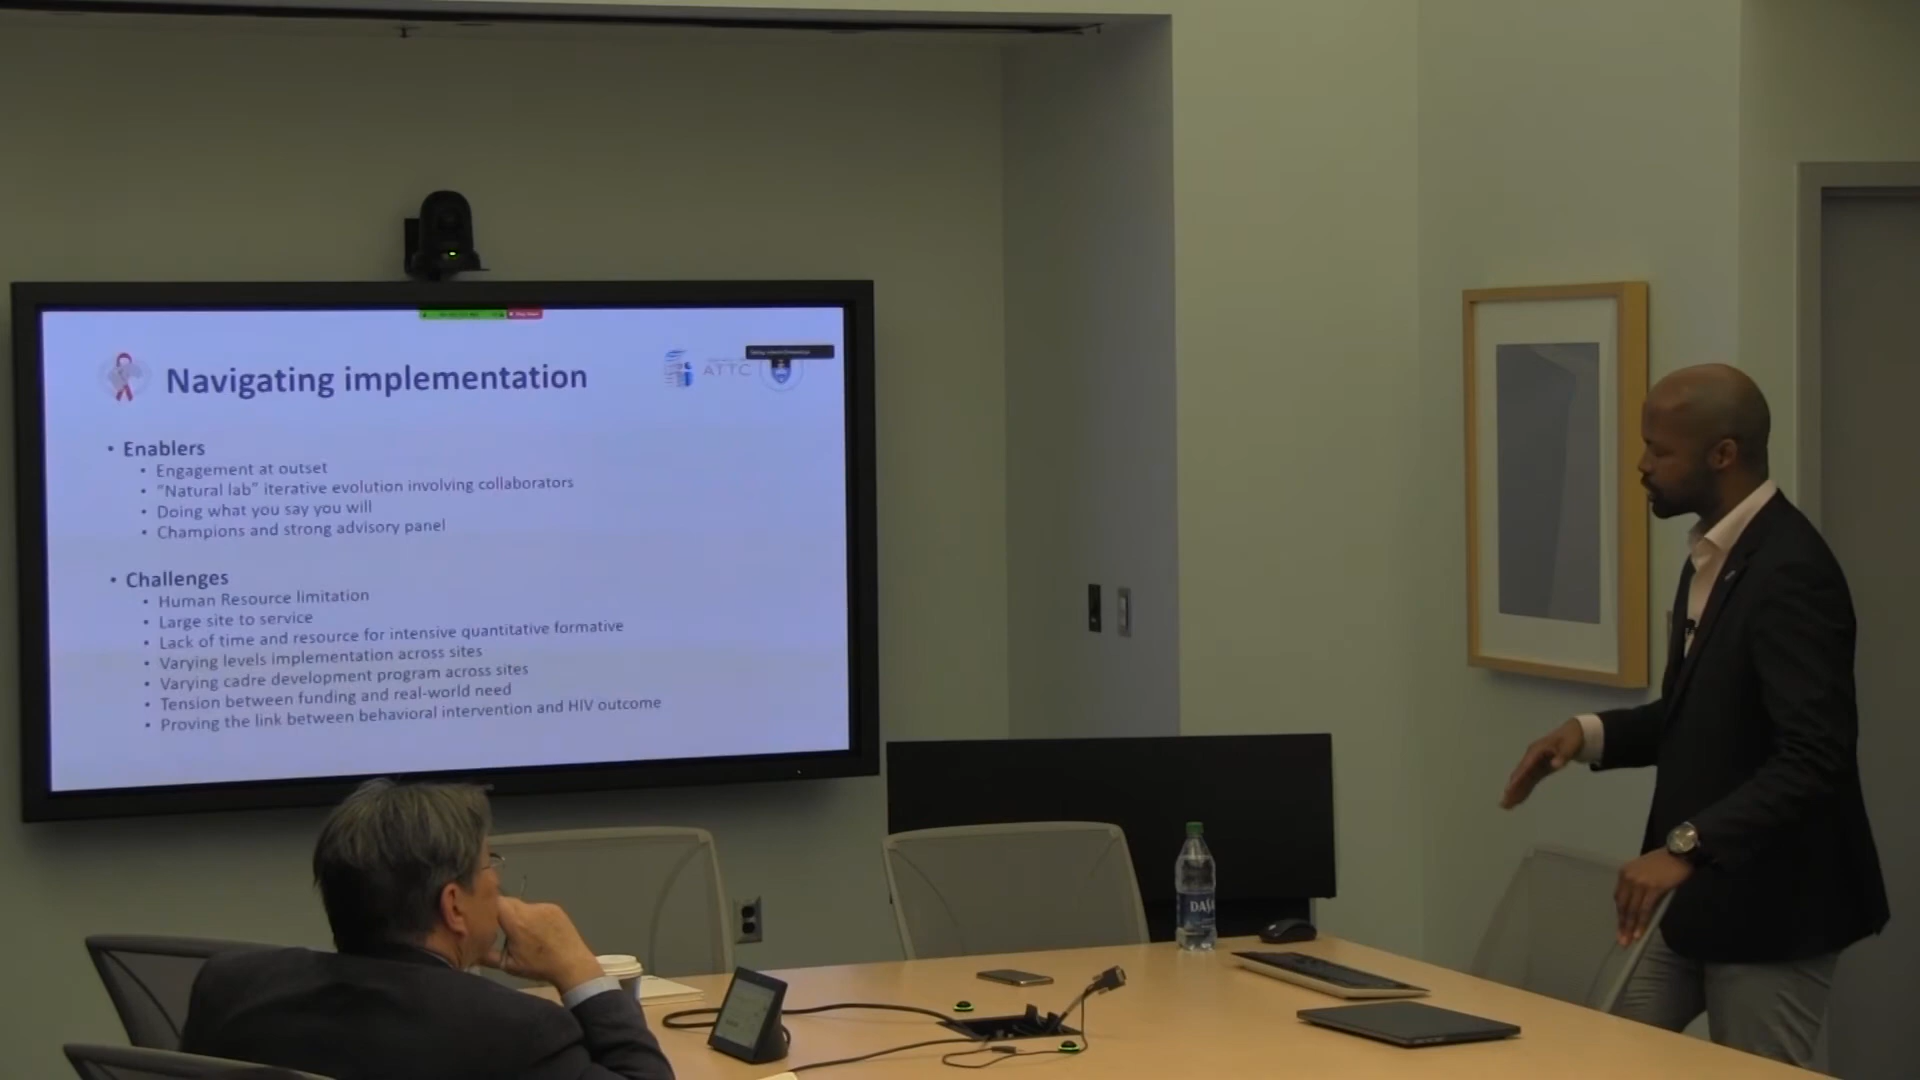 Navigating implementation
ATTC
• Enablers
• Engagement at outset
• "Natural lab" iterative evolution involving collaborators
• Doing what you say you will
• Champions and strong advisory panel
• Challenges
• Human Resource limitation
• Large site to service
• Lack of time and resource for intensive quantitative formative
• Varying levels implementation across sites
• Varying cadre development program across sites
• Tension between funding and real-world need
• Proving the link between behavioral intervention and HIV outcome